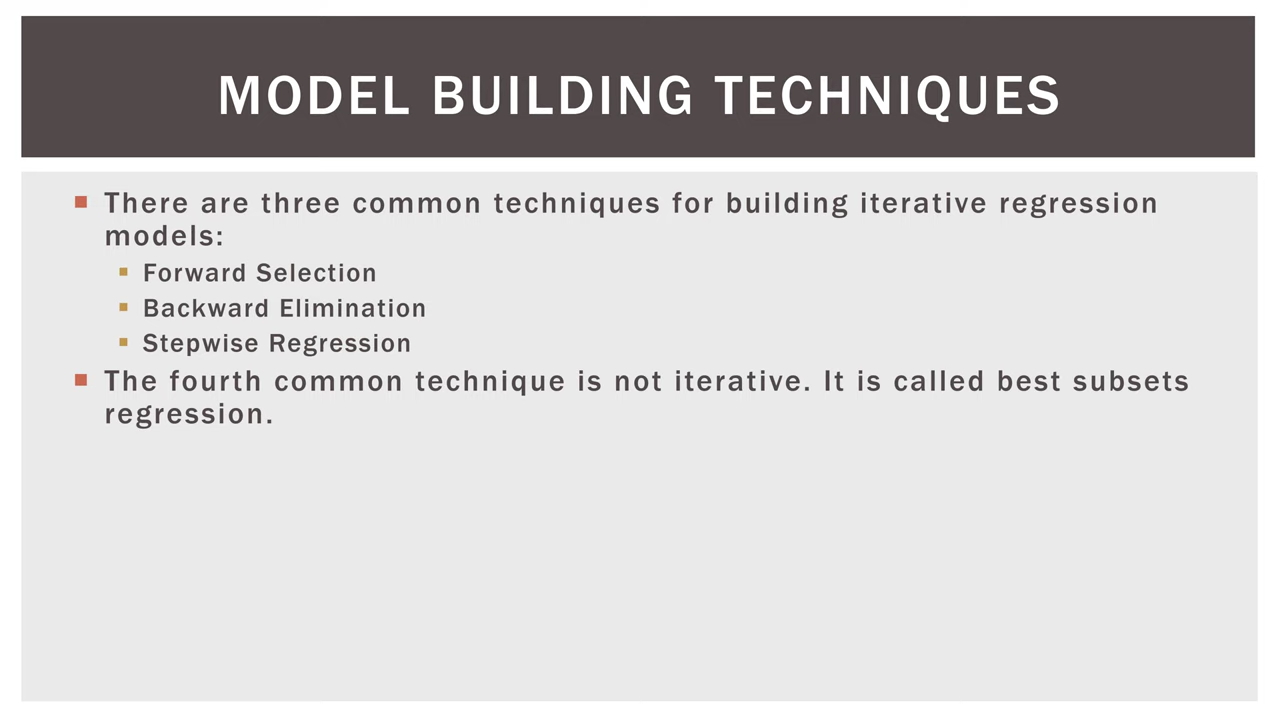 MODEL BUILDING TECHNIQUES
There are three common techniques for building iterative regression
models:
Forward Selection
Backward Elimination
Stepwise Regression
The fourth common technique is not iterative. It is called best subsets
regression.